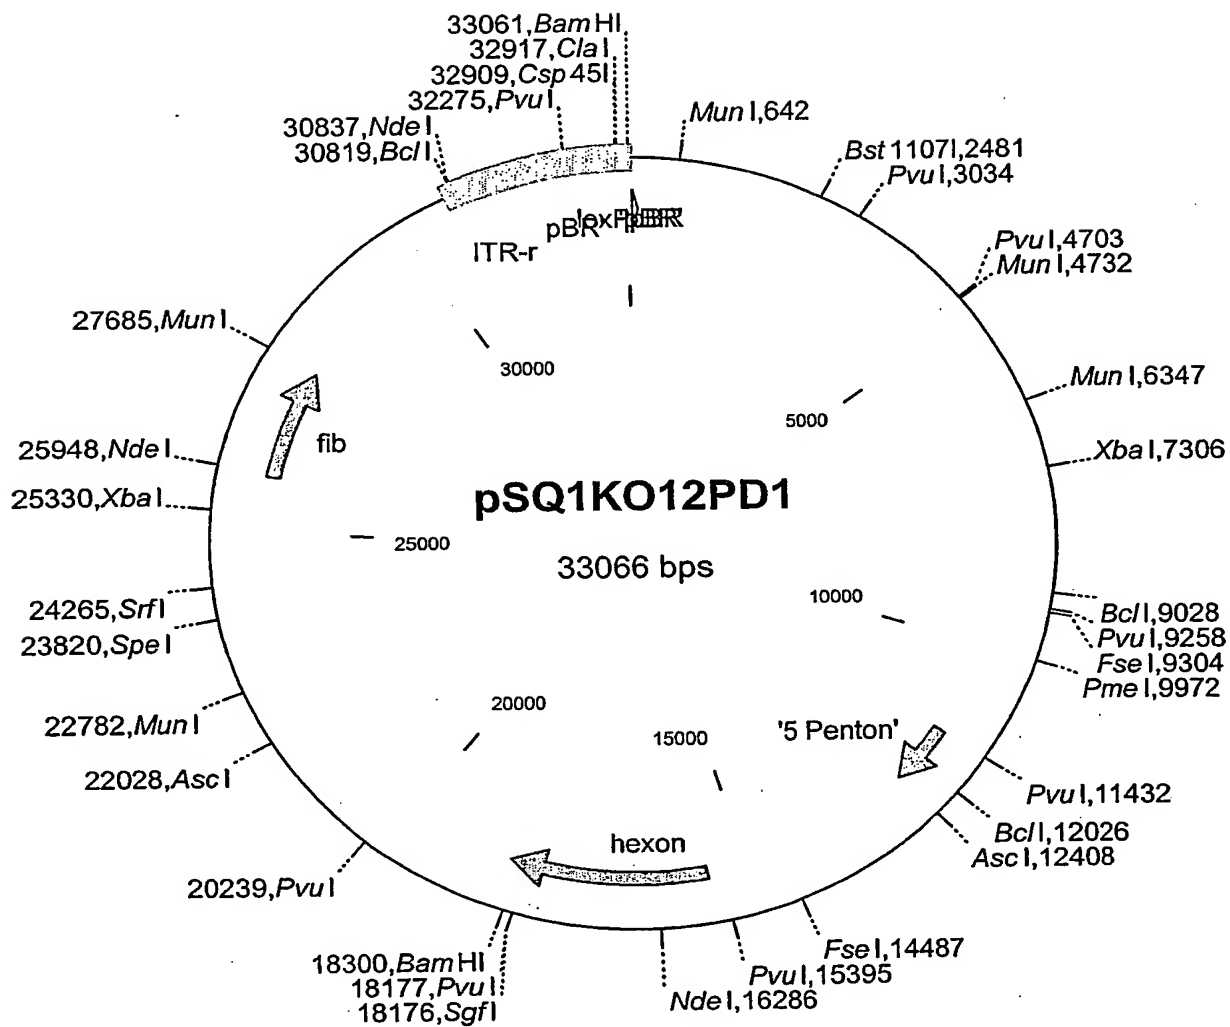 33061,BamHI
32917,ClaI
32909,Csp45I
32275,PvuI
30837,NdeI
30819,BclI
MunI,642
Bst1107I,2481
PvuI,3034
PvuI,4703
MunI,4732
MunI,6347
XbaI,7306
BclI,9028
PvuI,9258
FseI,9304
PmeI,9972
PvuI,11432
BclI,12026
AscI,12408
FseI,14487
PvuI,15395
NdeI,16286
18300,BamHI
18177,PvuI
18176,SgfI
20239,PvuI
22028,AscI
22782,MunI
23820,SpeI
24265,SrfI
25330,XbaI
25948,NdeI
27685,MunI
ITR-r
pBR
fib
'5 Penton'
hexon
30000
5000
25000
10000
20000
15000
pSQ1KO12PD1
33066 bps